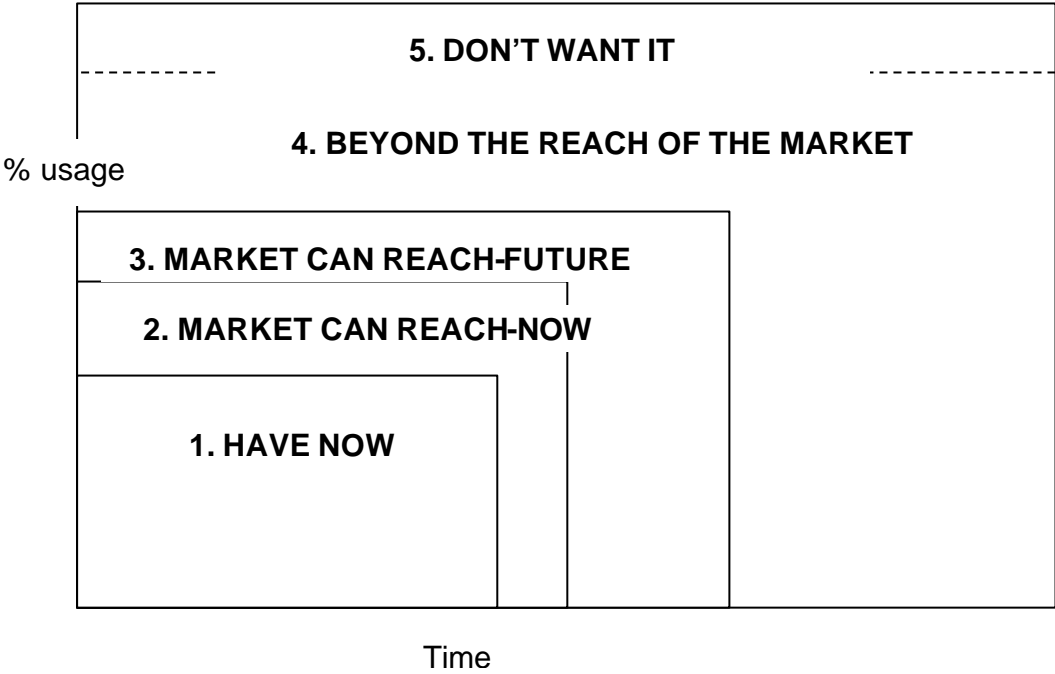 5. DON’T WANT IT
4. BEYOND THE REACH OF THE MARKET
% usage
3. MARKET CAN REACH-FUTURE
2. MARKET CAN REACH-NOW
1. HAVE NOW
Time